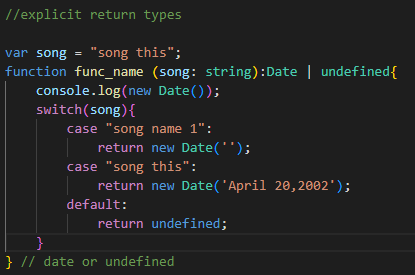 //explicit return types
var song = "song this";
function func_name (song: string):Date | undefined{
console.log(new Date());
switch(song){
case "song name 1":
return new Date('');
case "song this":
return new Date('April 20,2002');
default:
return undefined;
}
} // date or undefined